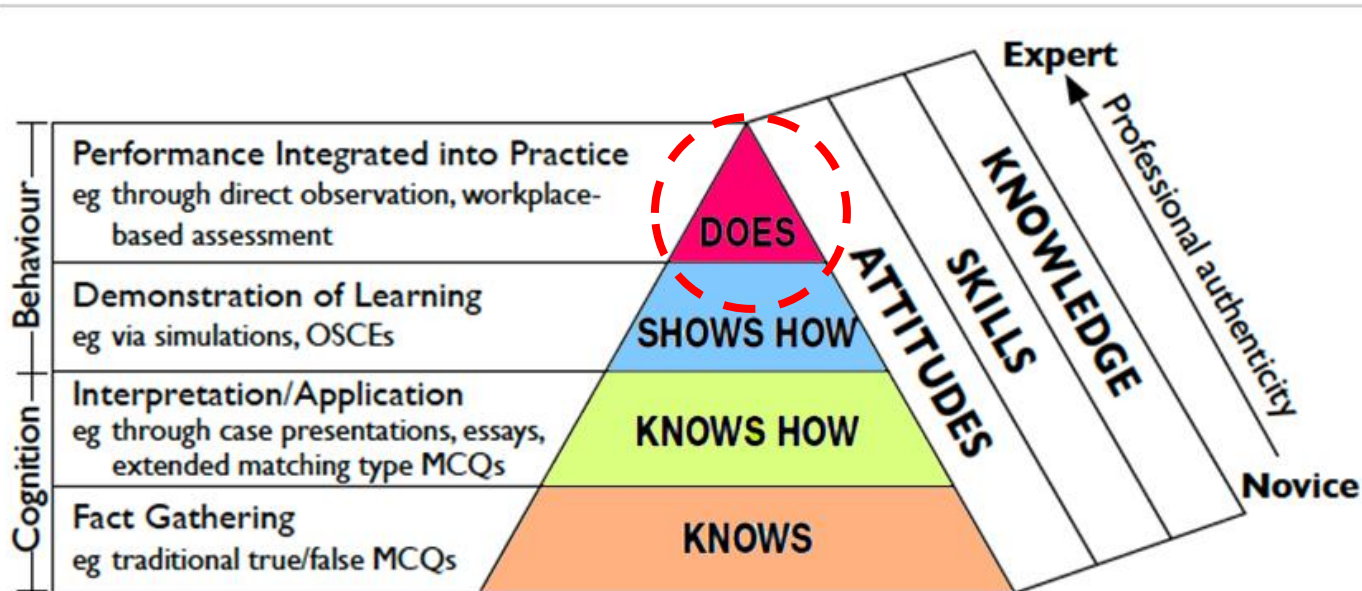 Expert
Professional authenticity
Performance Integrated into Practice
eg through direct observation, workplace-
based assessment
DOES
Behaviour
Demonstration of Learning
eg via simulations, OSCEs
SHOWS HOW
ATTITUDES
SKILLS
KNOWLEDGE
Interpretation/Application
eg through case presentations, essays,
extended matching type MCQs
KNOWS HOW
Cognition
Novice
Fact Gathering
eg traditional true/false MCQs
KNOWS